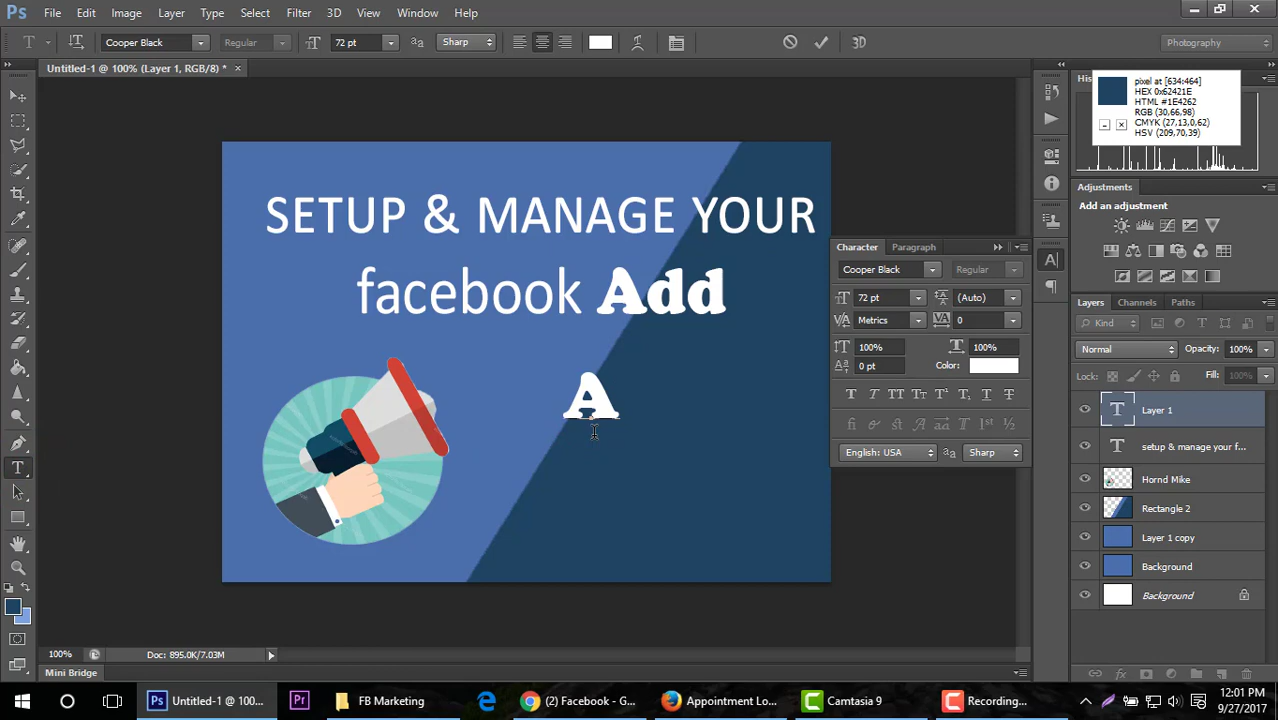 Ps File Edit Image Layer Type Select Filter 3D View Window Help
T Cooper Black Regular 72 pt aa Sharp 3D Photography
Untitled-1 @ 100% (Layer 1, RGB/8) * ×
pixel at [634:464]
HEX 0x62421E
HTML #1E4262
RGB (30,66,98)
CMYK (27,13,0.62)
HSV (209,70,39)
Adjustments
Add an adjustment
SETUP & MANAGE YOUR
facebook Add
A
Character Paragraph
Cooper Black Regular
72 pt (Auto)
Metrics 0
100% 100%
0 pt Color:
English: USA aa Sharp
Layers Channels Paths
Kind
Normal Opacity: 100%
Lock: Fill: 100%
Layer 1
setup & manage your f...
Hornd Mike
Rectangle 2
Layer 1 copy
Background
Background
100% Doc: 895.0K/7.03M
Mini Bridge
Ps Untitled-1 @ 100... Pr FB Marketing (2) Facebook - G... Appointment Lo... Camtasia 9 Recording... 12:01 PM
9/27/2017